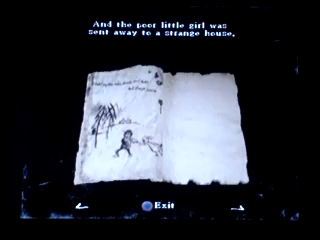 And the poor little girl was
sent away to a strange house.
Exit